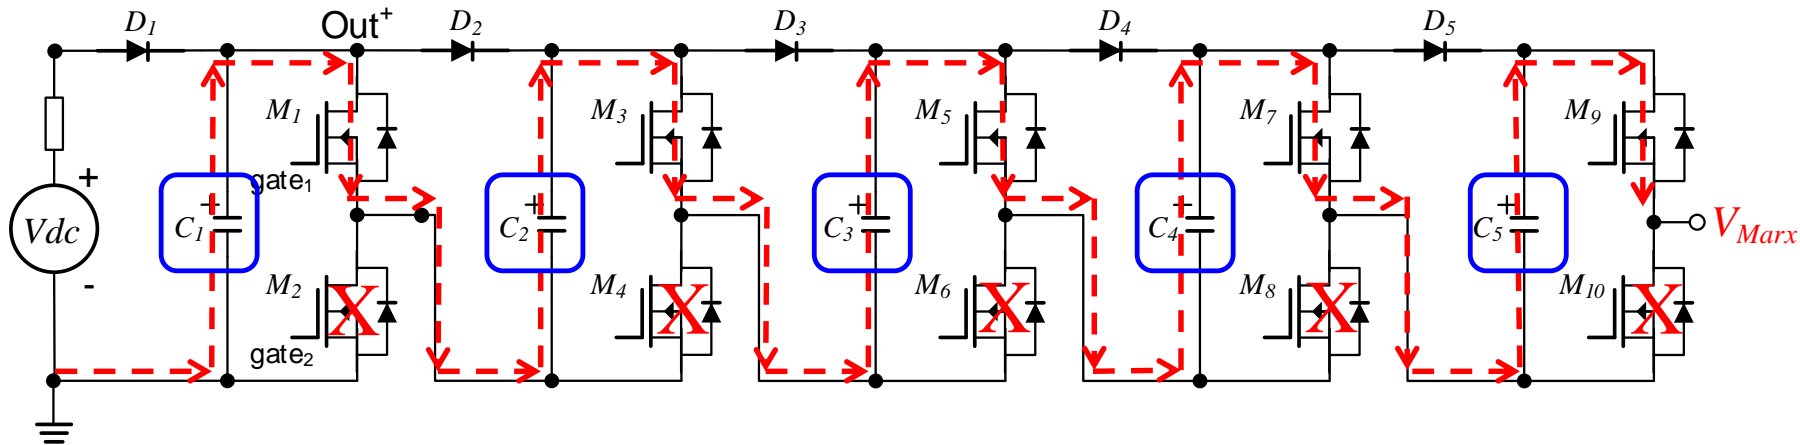 D1 Out+ D2 D3 D4 D5
M1 M3 M5 M7 M9
+ gate1
Vdc C1 + C2 + C3 + C4 + C5 + VMarx
-
M2 X M4 X M6 X M8 X M10 X
gate2